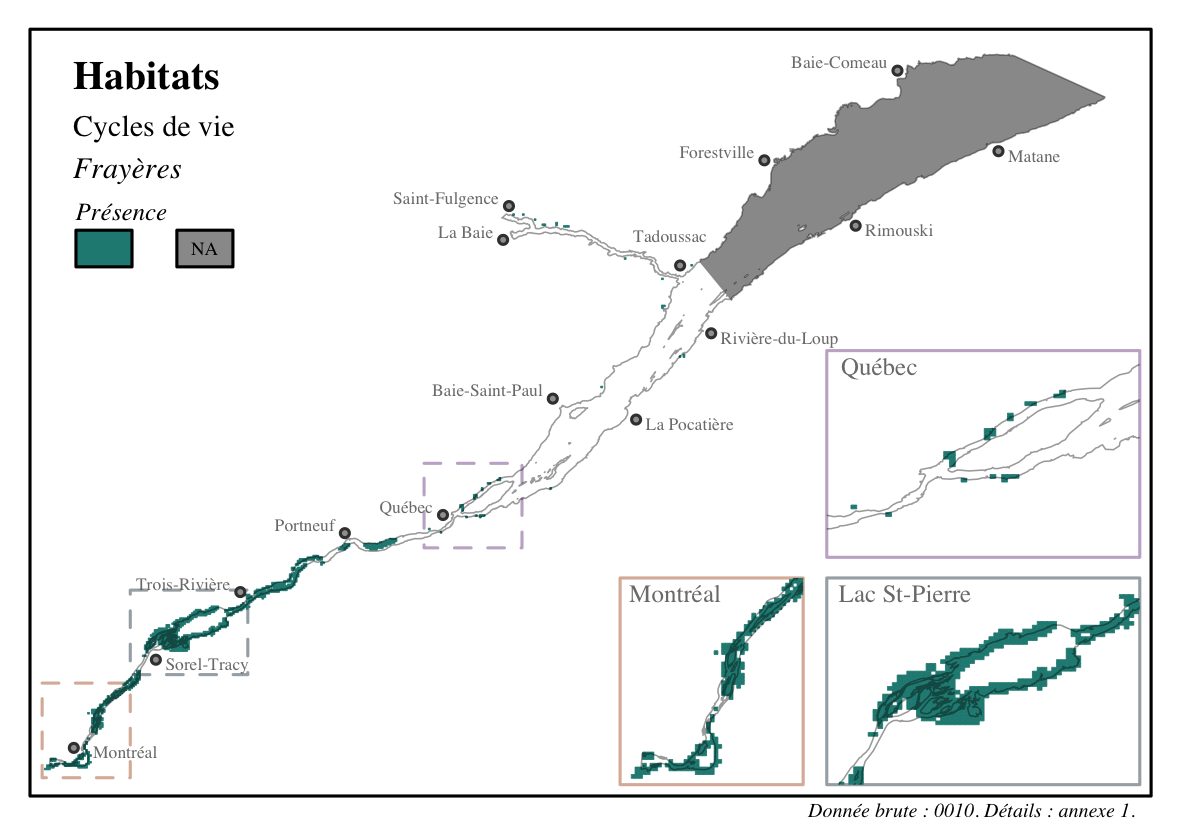 Habitats
Cycles de vie
Frayères
Présence
NA
Baie-Comeau
Forestville
Matane
Saint-Fulgence
La Baie
Tadoussac
Rimouski
Rivière-du-Loup
Baie-Saint-Paul
La Pocatière
Québec
Portneuf
Trois-Rivière
Sorel-Tracy
Montréal
Québec
Montréal
Lac St-Pierre
Donnée brute : 0010. Détails : annexe 1.